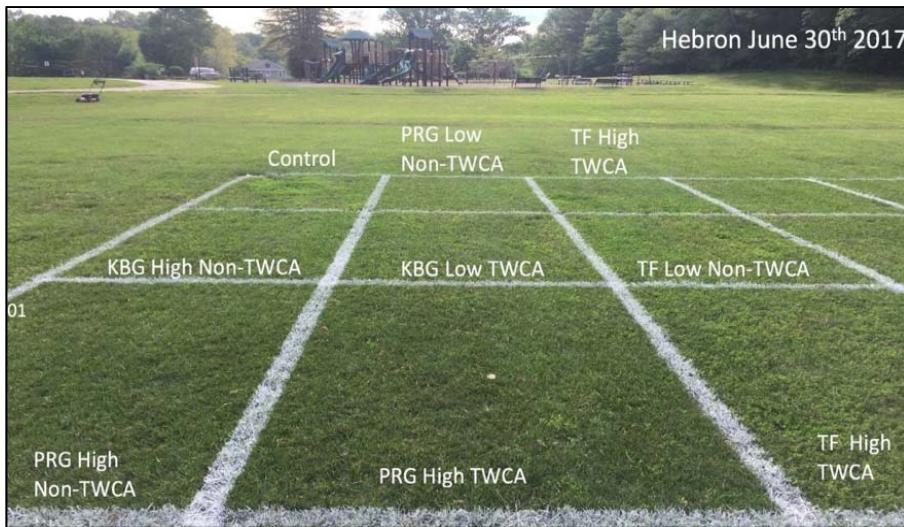 Hebron June 30th 2017
Control
PRG Low
Non-TWCA
TF High
TWCA
KBG High Non-TWCA
KBG Low TWCA
TF Low Non-TWCA
01
PRG High
Non-TWCA
PRG High TWCA
TF High
TWCA